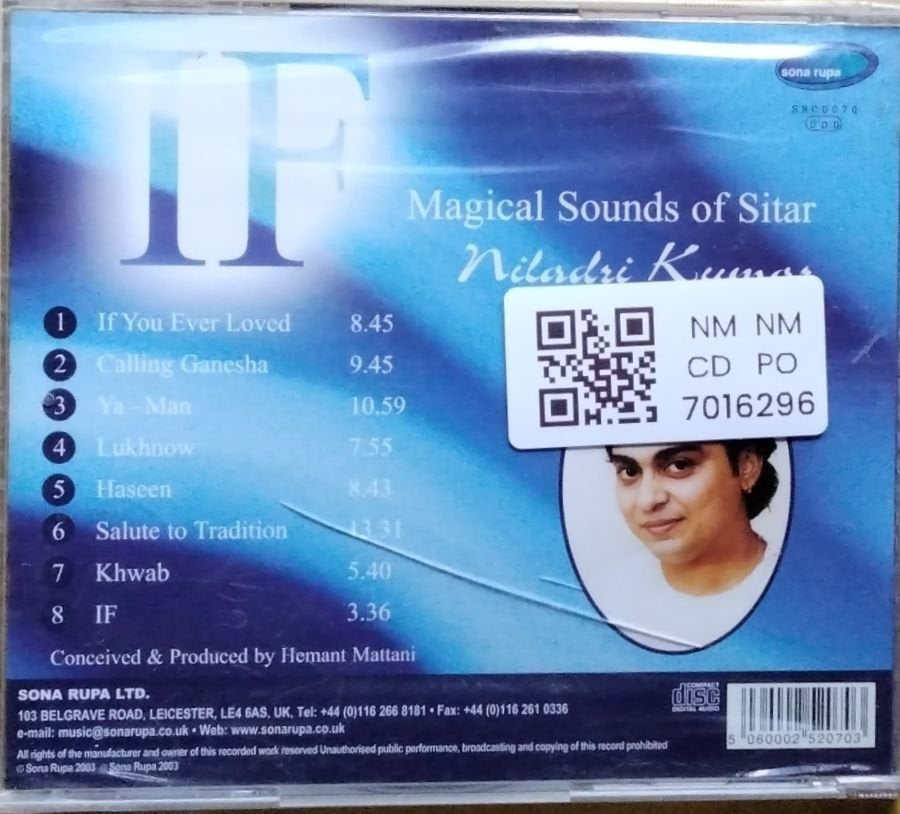 IF
sona rupa
SRCD070
DDD
Magical Sounds of Sitar
Niladri Kumar
NM NM
CD PO
7016296
1 If You Ever Loved 8.45
2 Calling Ganesha 9.45
3 Ya - Man 10.59
4 Lukhnow 7.55
5 Haseen 8.43
6 Salute to Tradition 13.31
7 Khwab 5.40
8 IF 3.36
Conceived & Produced by Hemant Mattani
SONA RUPA LTD.
103 BELGRAVE ROAD, LEICESTER, LE4 6AS, UK, Tel: +44 (0)116 266 8181 • Fax: +44 (0)116 261 0336
e-mail: music@sonarupa.co.uk • Web: www.sonarupa.co.uk
All rights of the manufacturer and owner of this recorded work reserved Unauthorised public performance, broadcasting and copying of this record prohibited
℗ Sona Rupa 2003 © Sona Rupa 2003
COMPACT
disc
DIGITAL AUDIO
5 060002 520703